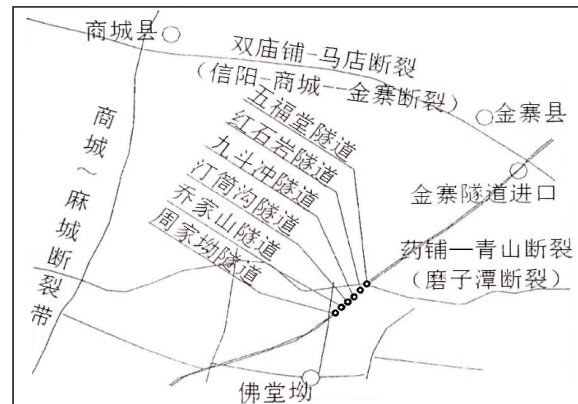 商城县
双庙铺-马店断裂
(信阳-商城--金寨断裂)
金寨县
五福堂隧道
红石岩隧道
九斗冲隧道
汀筒沟隧道
乔家山隧道
周家坳隧道
金寨隧道进口
药铺—青山断裂
(磨子潭断裂)
商城～麻城断裂带
佛堂坳